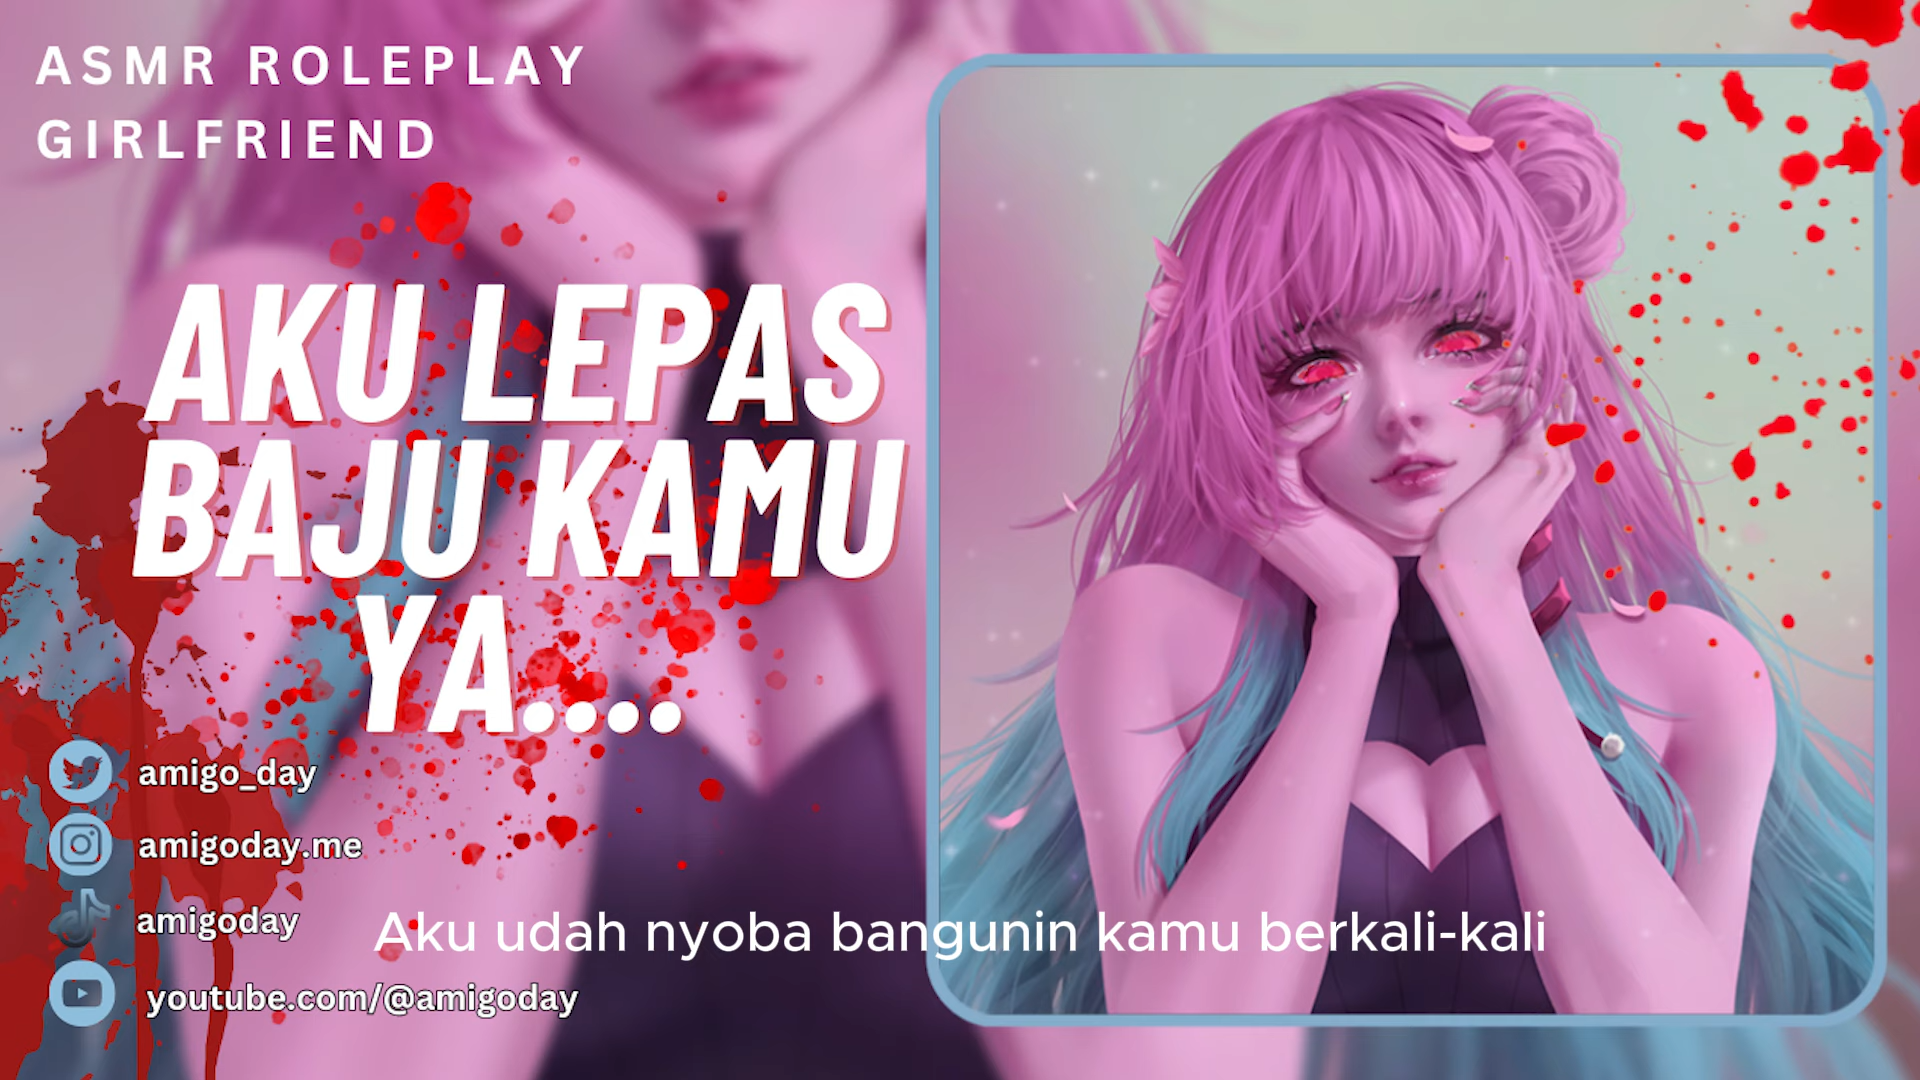 ASMR ROLEPLAY
GIRLFRIEND
AKU LEPAS
BAJU KAMU
YA....
amigo_day
amigoday.me
amigoday
Aku udah nyoba bangunin kamu berkali-kali
youtube.com/@amigoday